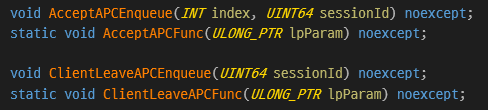 void AcceptAPCEnqueue(INT index, UINT64 sessionId) noexcept;
static void AcceptAPCFunc(ULONG_PTR lpParam) noexcept;
void ClientLeaveAPCEnqueue(UINT64 sessionId) noexcept;
static void ClientLeaveAPCFunc(ULONG_PTR lpParam) noexcept;